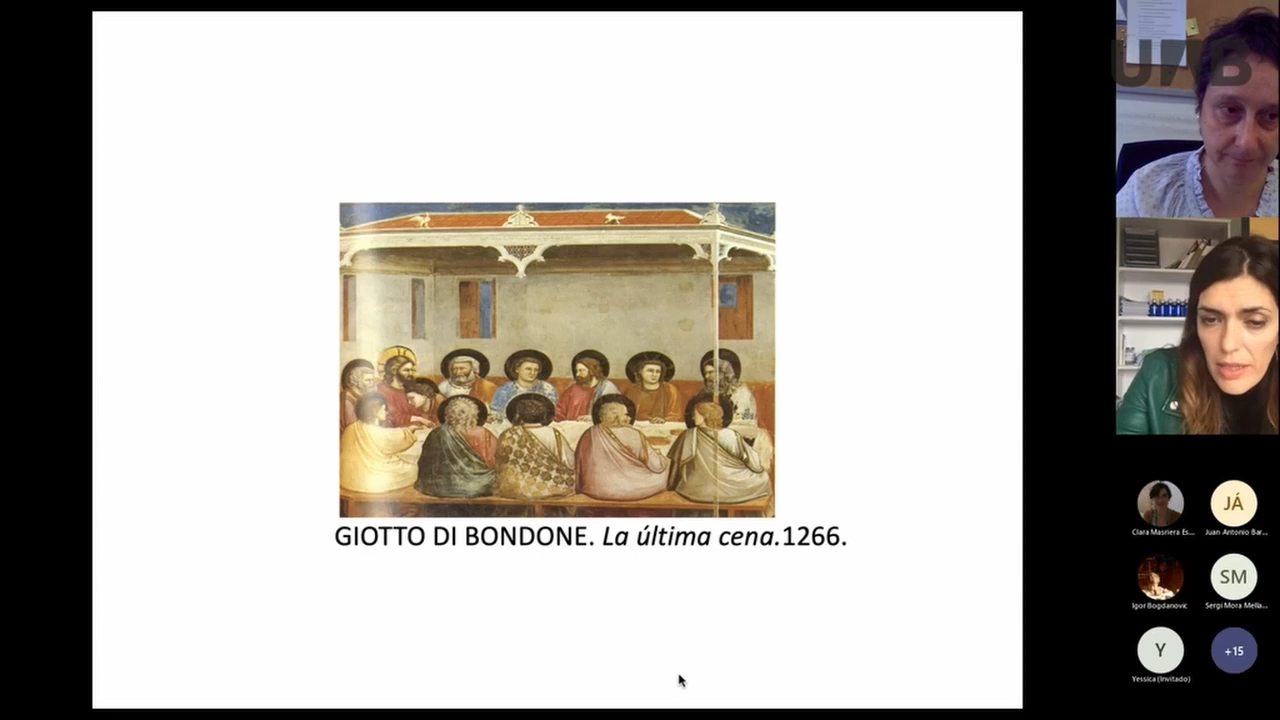 UAB
GIOTTO DI BONDONE. La última cena.1266.
JÁ
Clara Masriera Es...
Juan Antonio Bar...
SM
Igor Bogdanovic
Sergi Mora Mella...
Y
+15
Yessica (Invitado)